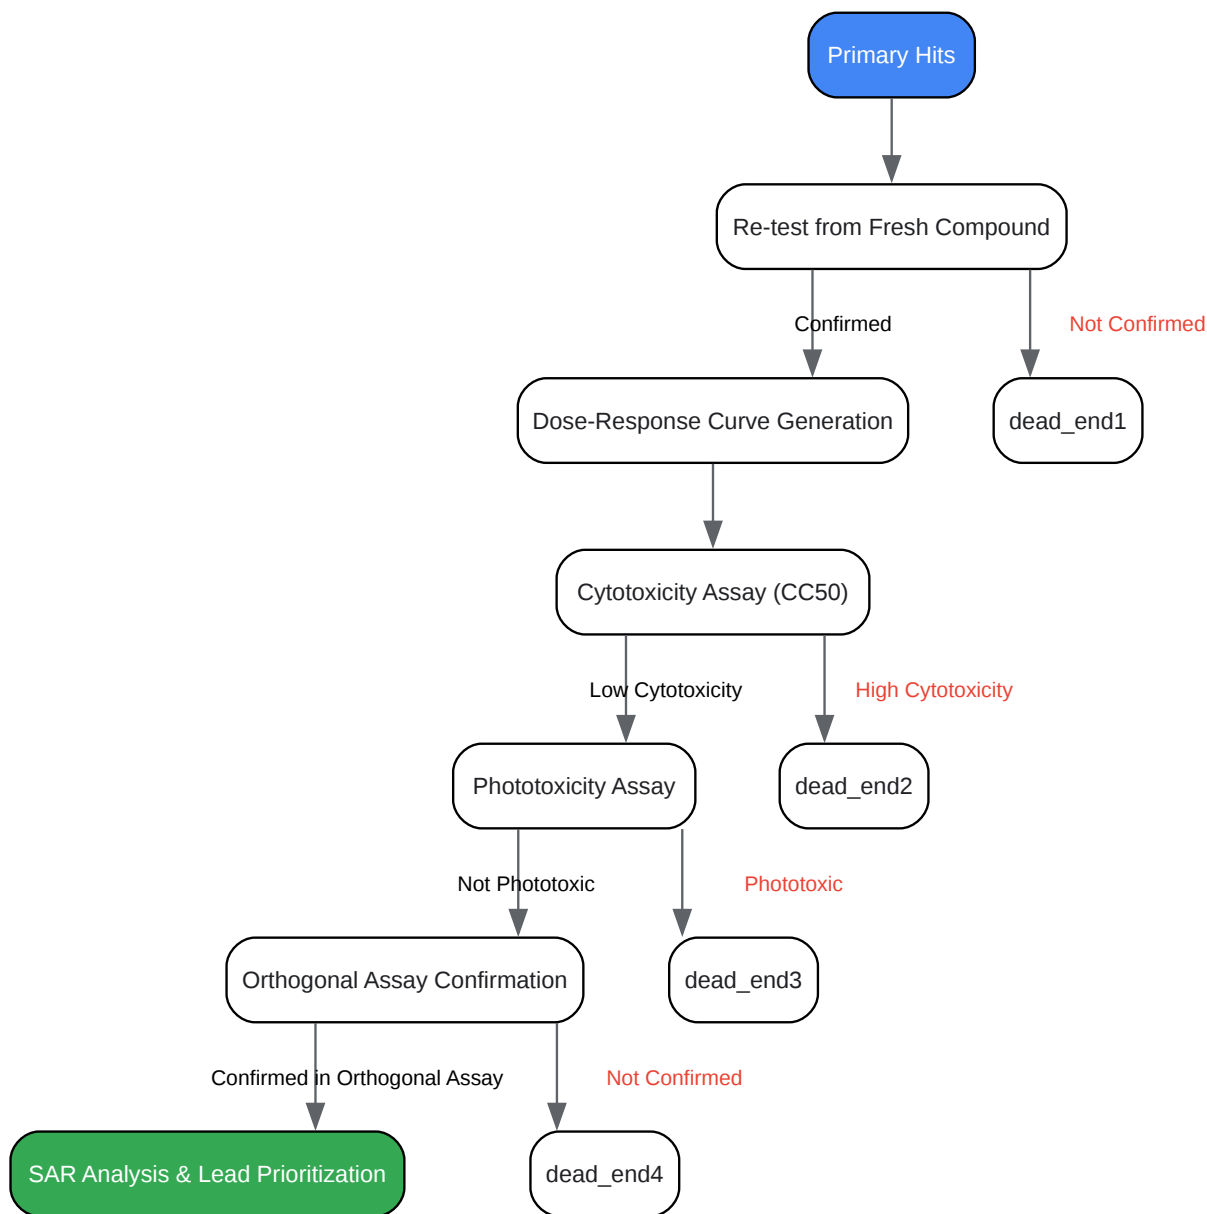 Primary Hits
Re-test from Fresh Compound
Confirmed
Not Confirmed
Dose-Response Curve Generation
dead_end1
Cytotoxicity Assay (CC50)
Low Cytotoxicity
High Cytotoxicity
Phototoxicity Assay
dead_end2
Not Phototoxic
Phototoxic
Orthogonal Assay Confirmation
dead_end3
Confirmed in Orthogonal Assay
Not Confirmed
SAR Analysis & Lead Prioritization
dead_end4